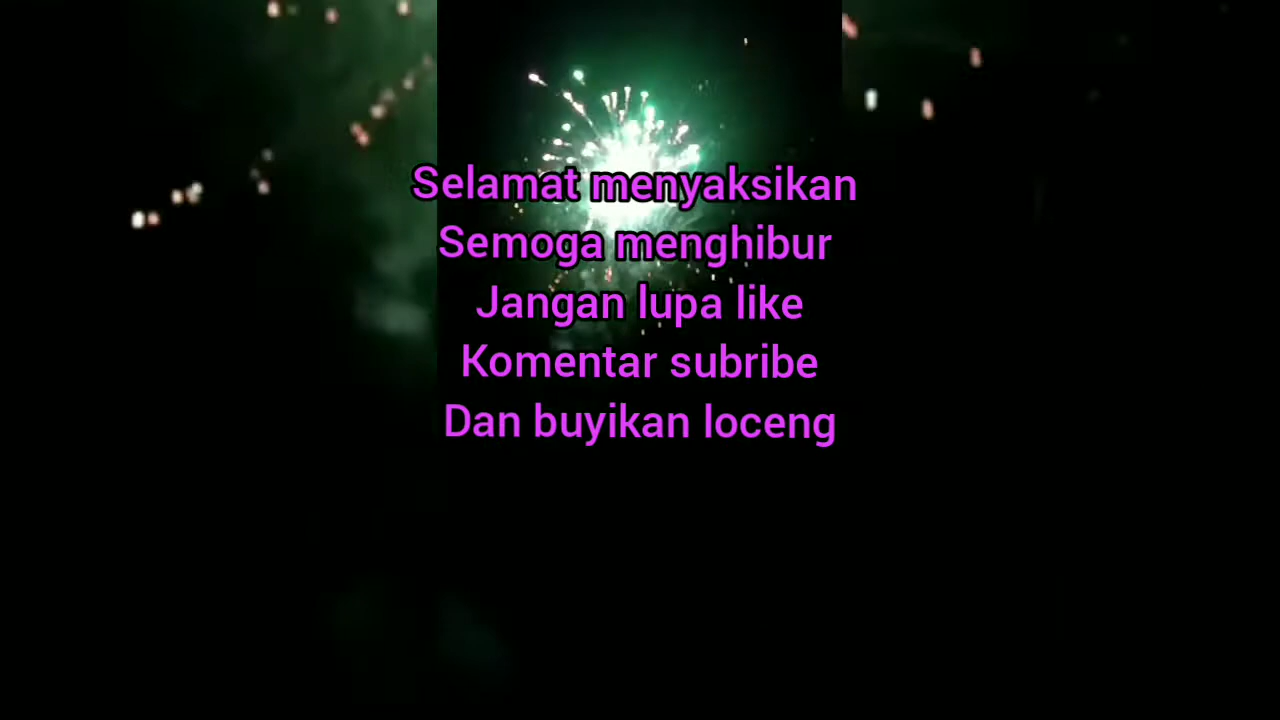 Selamat menyaksikan
Semoga menghibur
Jangan lupa like
Komentar subribe
Dan buyikan loceng